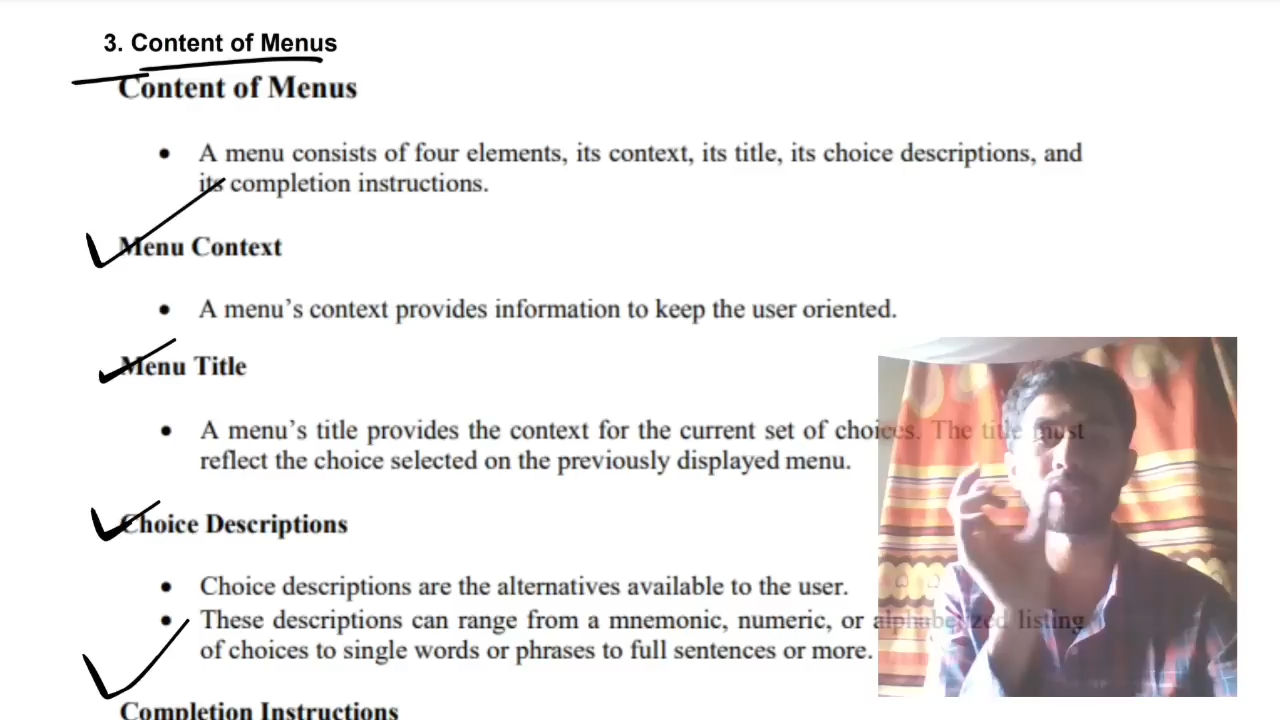 3. Content of Menus
Content of Menus
• A menu consists of four elements, its context, its title, its choice descriptions, and
its completion instructions.
Menu Context
• A menu’s context provides information to keep the user oriented.
Menu Title
• A menu’s title provides the context for the current set of choices. The title must
reflect the choice selected on the previously displayed menu.
Choice Descriptions
• Choice descriptions are the alternatives available to the user.
• These descriptions can range from a mnemonic, numeric, or alphabetized listing
of choices to single words or phrases to full sentences or more.
Completion Instructions